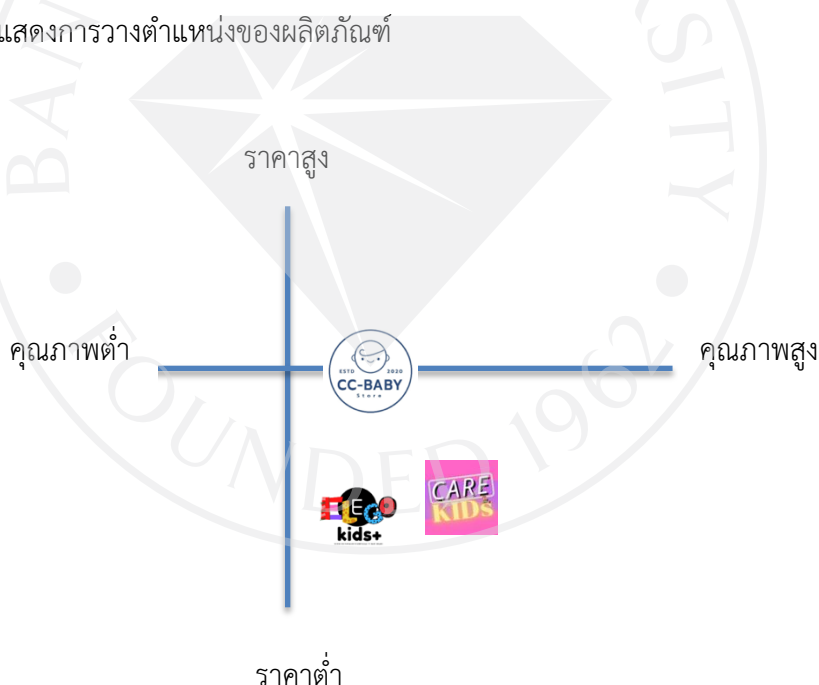 แสดงการวางตำแหน่งของผลิตภัณฑ์
ราคาสูง
คุณภาพต่ำ
คุณภาพสูง
ESTD 2020
CC-BABY
Store
ELEGO
kids+
CARE
KIDs
ราคาต่ำ
FOUNDED 1962